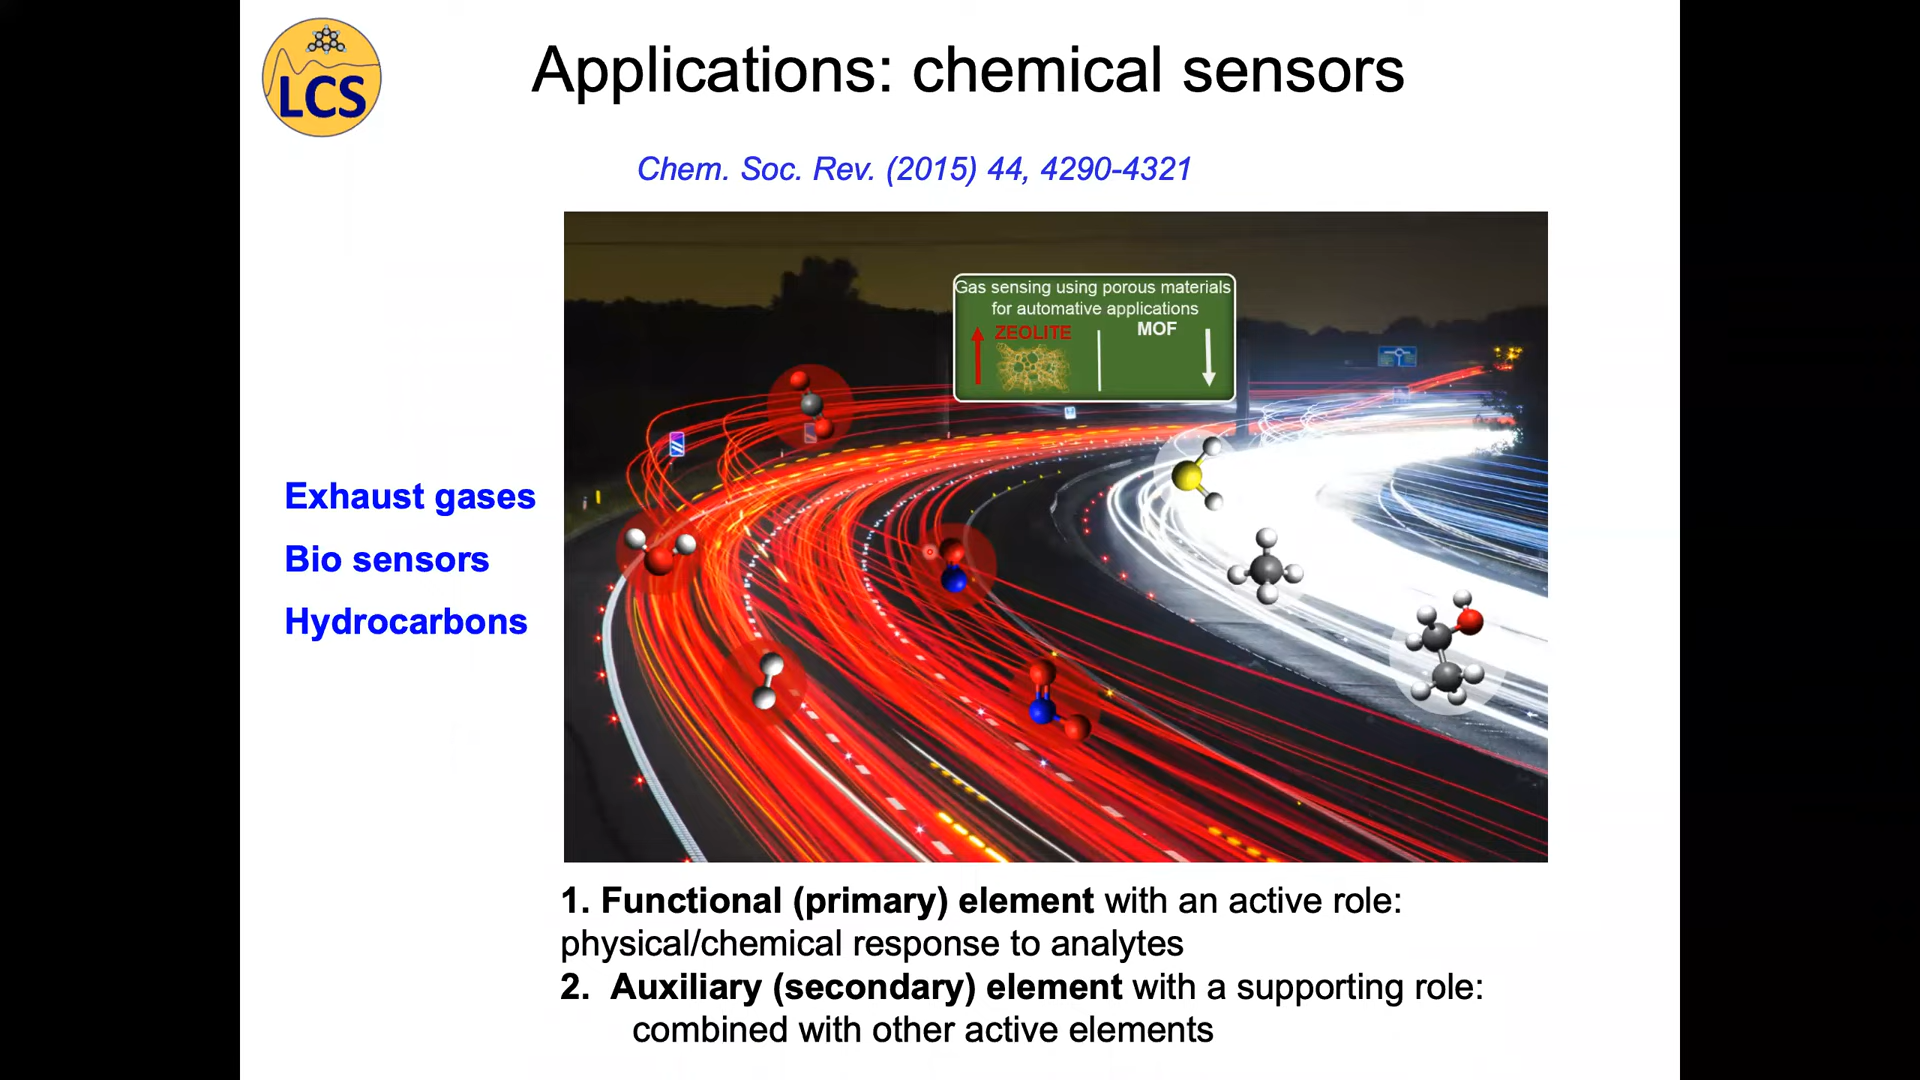 LCS
Applications: chemical sensors
Chem. Soc. Rev. (2015) 44, 4290-4321
Gas sensing using porous materials
for automative applications
ZEOLITE
MOF
Exhaust gases
Bio sensors
Hydrocarbons
1. Functional (primary) element with an active role:
physical/chemical response to analytes
2. Auxiliary (secondary) element with a supporting role:
combined with other active elements